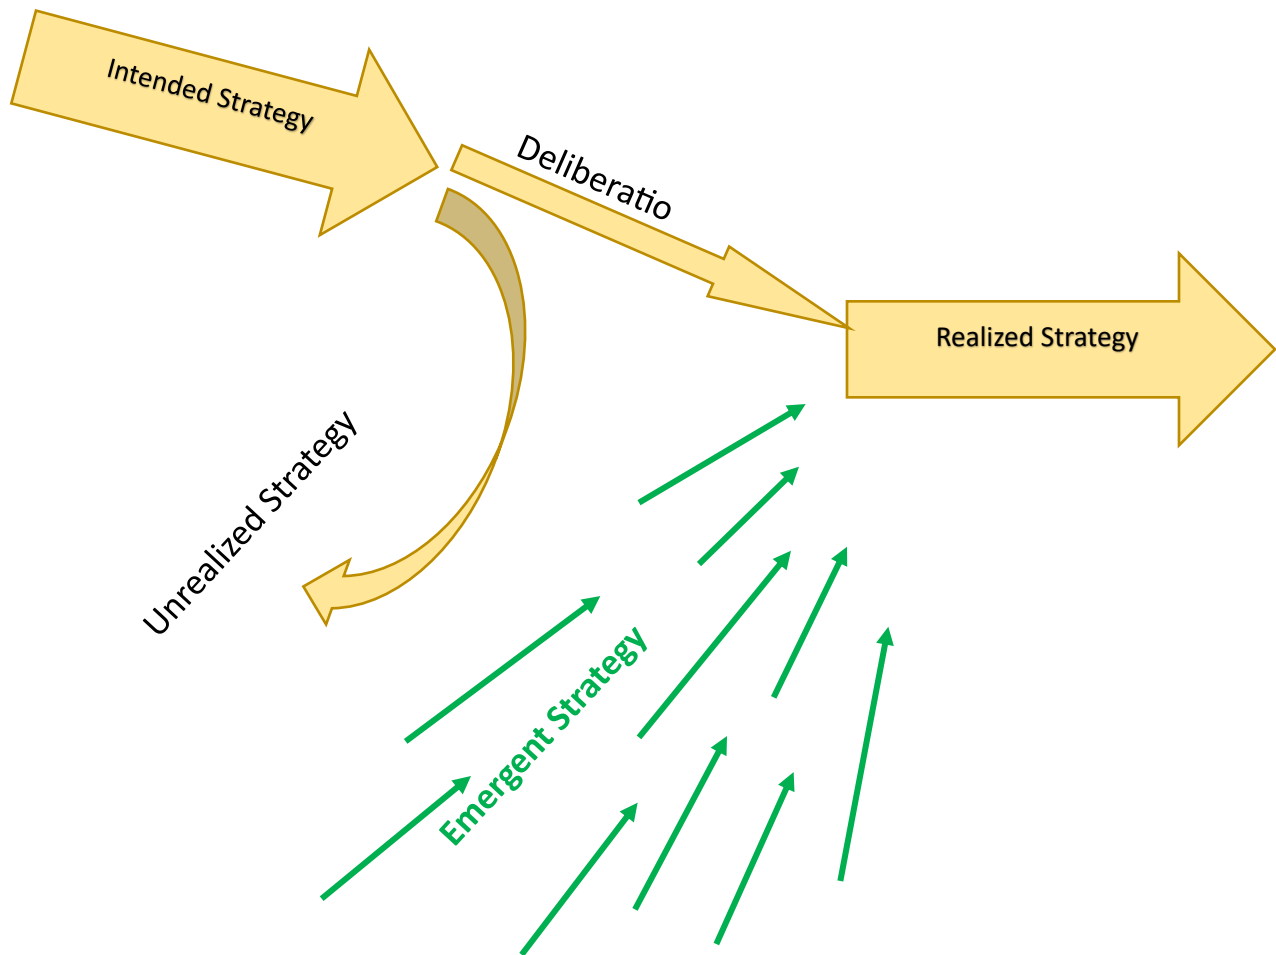 Intended Strategy
Deliberatio
Realized Strategy
Unrealized Strategy
Emergent Strategy